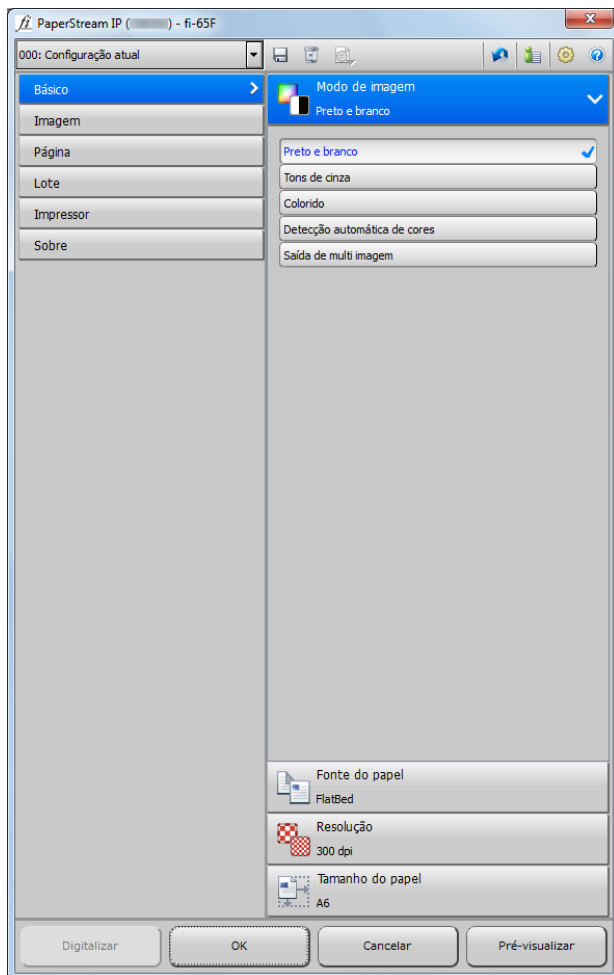 fi PaperStream IP ( ) - fi-65F
000: Configuração atual
Básico
Imagem
Página
Lote
Impressor
Sobre
Modo de imagem
Preto e branco
Preto e branco
Tons de cinza
Colorido
Detecção automática de cores
Saída de multi imagem
Fonte do papel
FlatBed
Resolução
300 dpi
Tamanho do papel
A6
Digitalizar
OK
Cancelar
Pré-visualizar